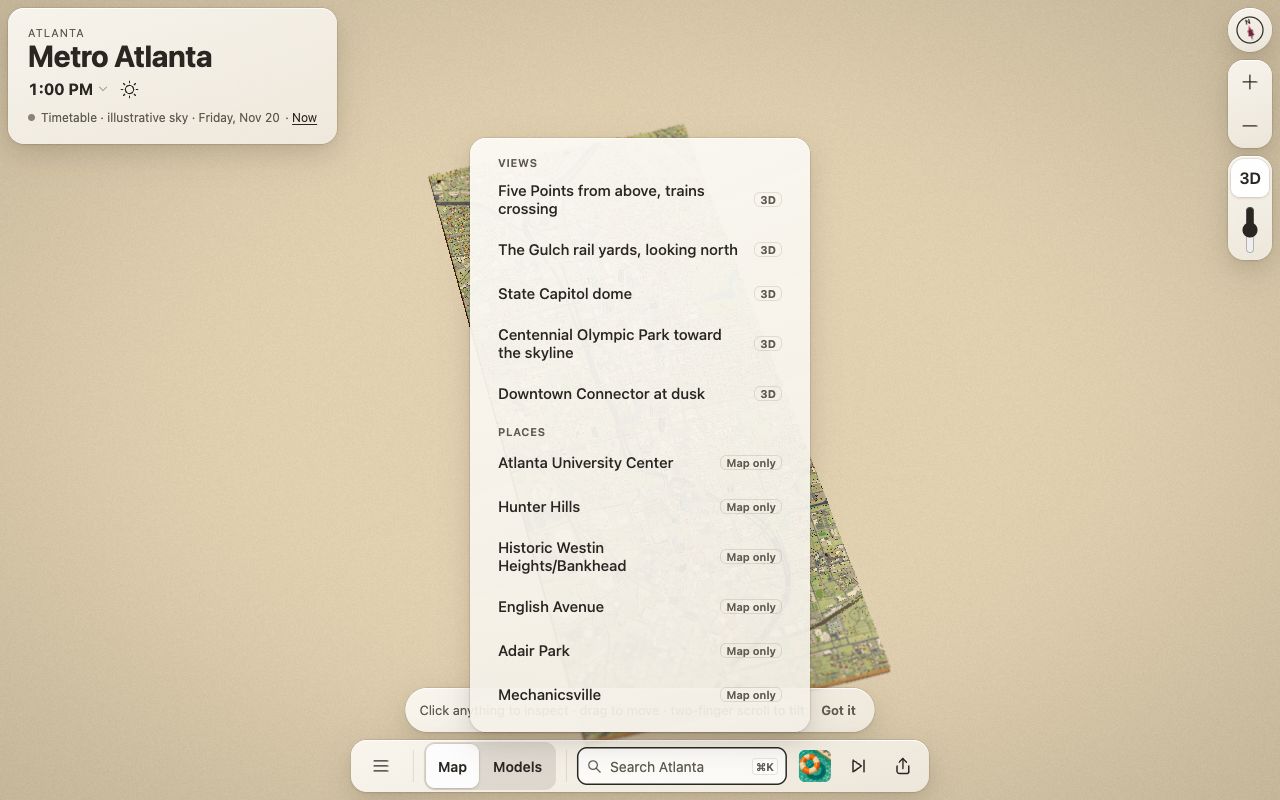 ATLANTA
Metro Atlanta
1:00 PM
Timetable · illustrative sky · Friday, Nov 20 · Now
N
3D
VIEWS
Five Points from above, trains
crossing
3D
The Gulch rail yards, looking north
3D
State Capitol dome
3D
Centennial Olympic Park toward
the skyline
3D
Downtown Connector at dusk
3D
PLACES
Atlanta University Center
Map only
Hunter Hills
Map only
Historic Westin
Heights/Bankhead
Map only
English Avenue
Map only
Adair Park
Map only
Mechanicsville
Map only
Click anything to inspect · drag to move · two-finger scroll to tilt
Got it
Map
Models
Search Atlanta
⌘K